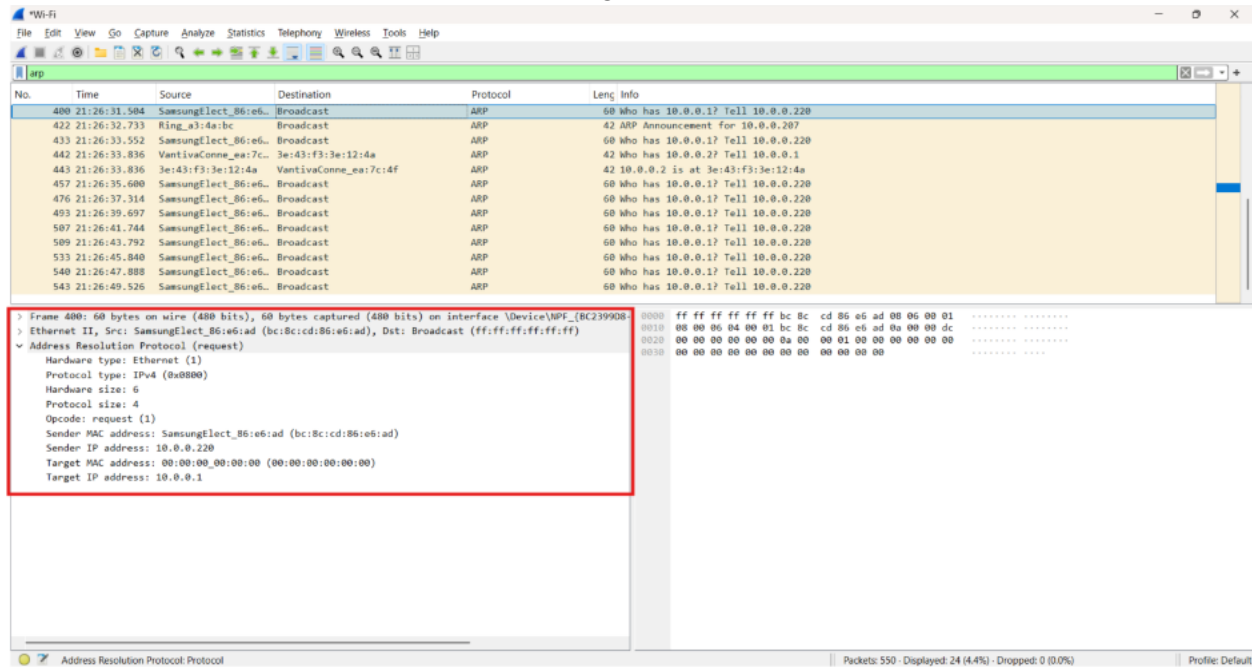 *Wi-Fi
File Edit View Go Capture Analyze Statistics Telephony Wireless Tools Help
arp
No. Time Source Destination Protocol Leng Info
400 21:26:31.504 SamsungElect_86:e6… Broadcast ARP 60 Who has 10.0.0.1? Tell 10.0.0.220
422 21:26:32.733 Ring_a3:4a:bc Broadcast ARP 42 ARP Announcement for 10.0.0.207
433 21:26:33.552 SamsungElect_86:e6… Broadcast ARP 60 Who has 10.0.0.1? Tell 10.0.0.220
442 21:26:33.836 VantivaConne_ea:7c… 3e:43:f3:3e:12:4a ARP 42 Who has 10.0.0.2? Tell 10.0.0.1
443 21:26:33.836 3e:43:f3:3e:12:4a VantivaConne_ea:7c:4f ARP 42 10.0.0.2 is at 3e:43:f3:3e:12:4a
457 21:26:35.600 SamsungElect_86:e6… Broadcast ARP 60 Who has 10.0.0.1? Tell 10.0.0.220
476 21:26:37.314 SamsungElect_86:e6… Broadcast ARP 60 Who has 10.0.0.1? Tell 10.0.0.220
493 21:26:39.697 SamsungElect_86:e6… Broadcast ARP 60 Who has 10.0.0.1? Tell 10.0.0.220
507 21:26:41.744 SamsungElect_86:e6… Broadcast ARP 60 Who has 10.0.0.1? Tell 10.0.0.220
509 21:26:43.792 SamsungElect_86:e6… Broadcast ARP 60 Who has 10.0.0.1? Tell 10.0.0.220
533 21:26:45.840 SamsungElect_86:e6… Broadcast ARP 60 Who has 10.0.0.1? Tell 10.0.0.220
540 21:26:47.888 SamsungElect_86:e6… Broadcast ARP 60 Who has 10.0.0.1? Tell 10.0.0.220
543 21:26:49.526 SamsungElect_86:e6… Broadcast ARP 60 Who has 10.0.0.1? Tell 10.0.0.220
Frame 400: 60 bytes on wire (480 bits), 60 bytes captured (480 bits) on interface \Device\NPF_{BC2399D8-
Ethernet II, Src: SamsungElect_86:e6:ad (bc:8c:cd:86:e6:ad), Dst: Broadcast (ff:ff:ff:ff:ff:ff)
Address Resolution Protocol (request)
Hardware type: Ethernet (1)
Protocol type: IPv4 (0x0800)
Hardware size: 6
Protocol size: 4
Opcode: request (1)
Sender MAC address: SamsungElect_86:e6:ad (bc:8c:cd:86:e6:ad)
Sender IP address: 10.0.0.220
Target MAC address: 00:00:00_00:00:00 (00:00:00:00:00:00)
Target IP address: 10.0.0.1
0000 ff ff ff ff ff ff bc 8c cd 86 e6 ad 08 06 00 01 ········ ········
0010 08 00 06 04 00 01 bc 8c cd 86 e6 ad 0a 00 00 dc ········ ········
0020 00 00 00 00 00 00 0a 00 00 01 00 00 00 00 00 00 ········ ········
0030 00 00 00 00 00 00 00 00 00 00 00 00 ········ ····
Address Resolution Protocol: Protocol
Packets: 550 · Displayed: 24 (4.4%) · Dropped: 0 (0.0%)
Profile: Default